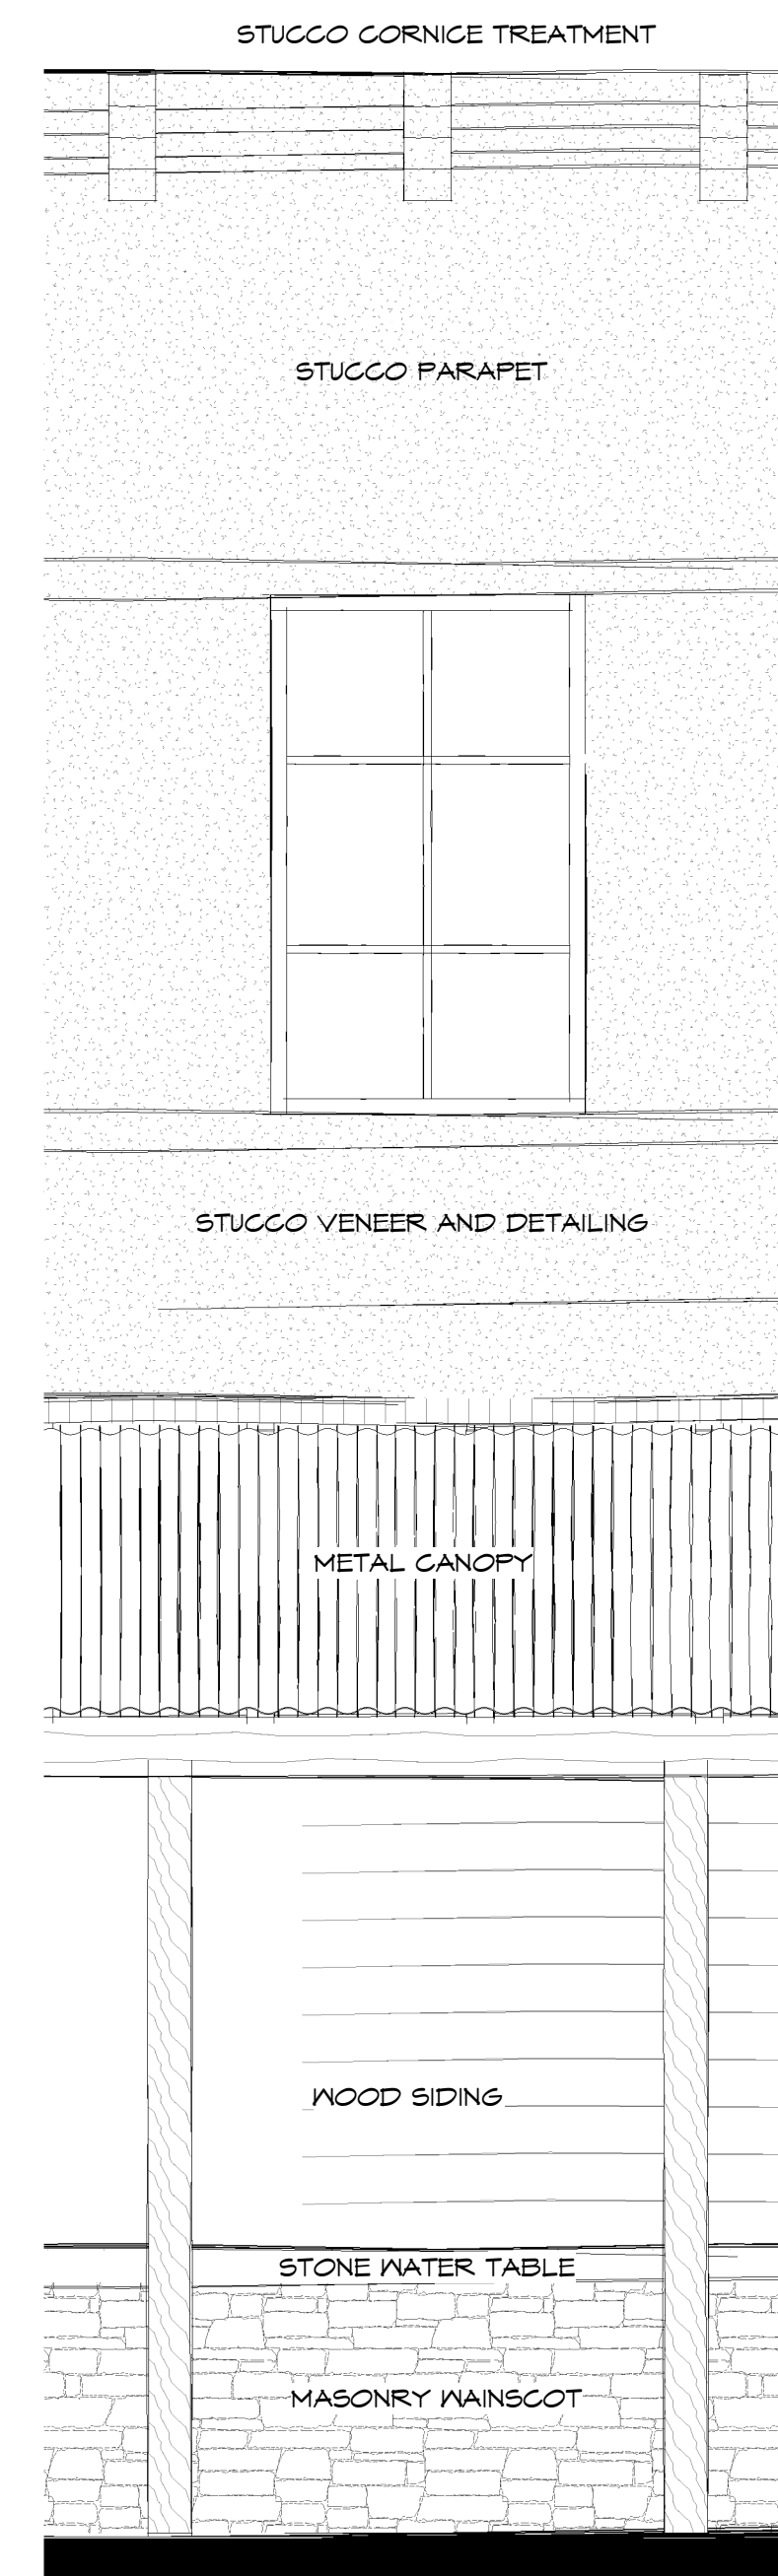 STUCCO CORNICE TREATMENT
STUCCO PARAPET
STUCCO VENEER AND DETAILING
METAL CANOPY
WOOD SIDING
STONE WATER TABLE
MASONRY WAINSCOT